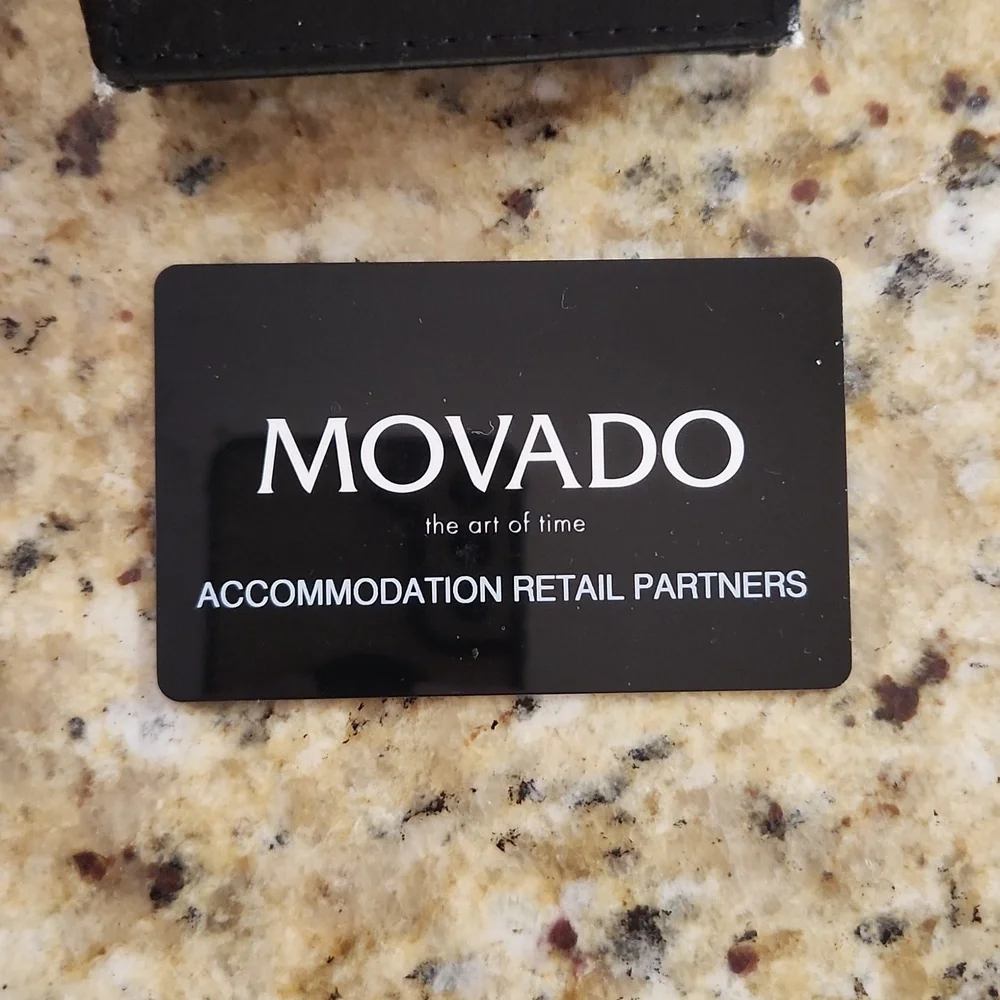 MOVADO
the art of time
ACCOMMODATION RETAIL PARTNERS